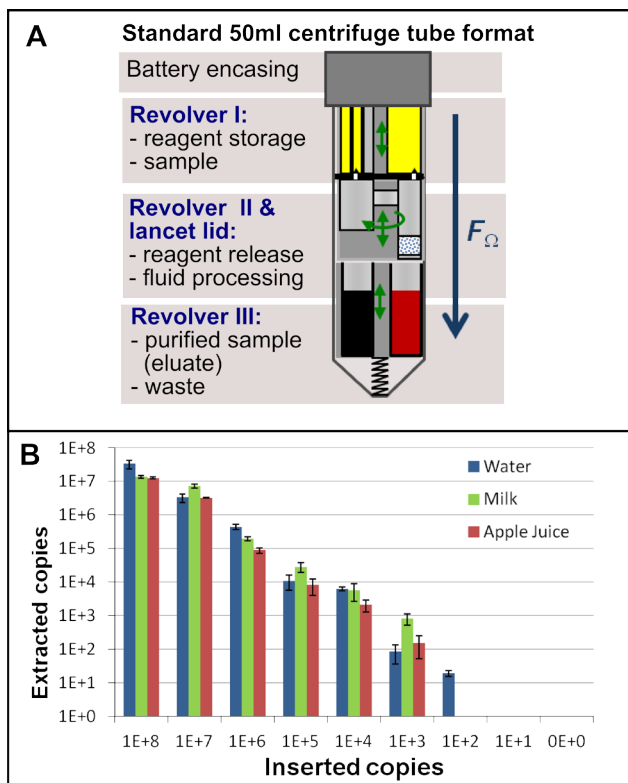 A
Standard 50ml centrifuge tube format
Battery encasing
Revolver I:
- reagent storage
- sample
Revolver II &
lancet lid:
- reagent release
- fluid processing
Revolver III:
- purified sample
(eluate)
- waste
FΩ
B
1E+8
1E+7
1E+6
1E+5
1E+4
1E+3
1E+2
1E+1
1E+0
Extracted copies
Water
Milk
Apple Juice
1E+8 1E+7 1E+6 1E+5 1E+4 1E+3 1E+2 1E+1 0E+0
Inserted copies